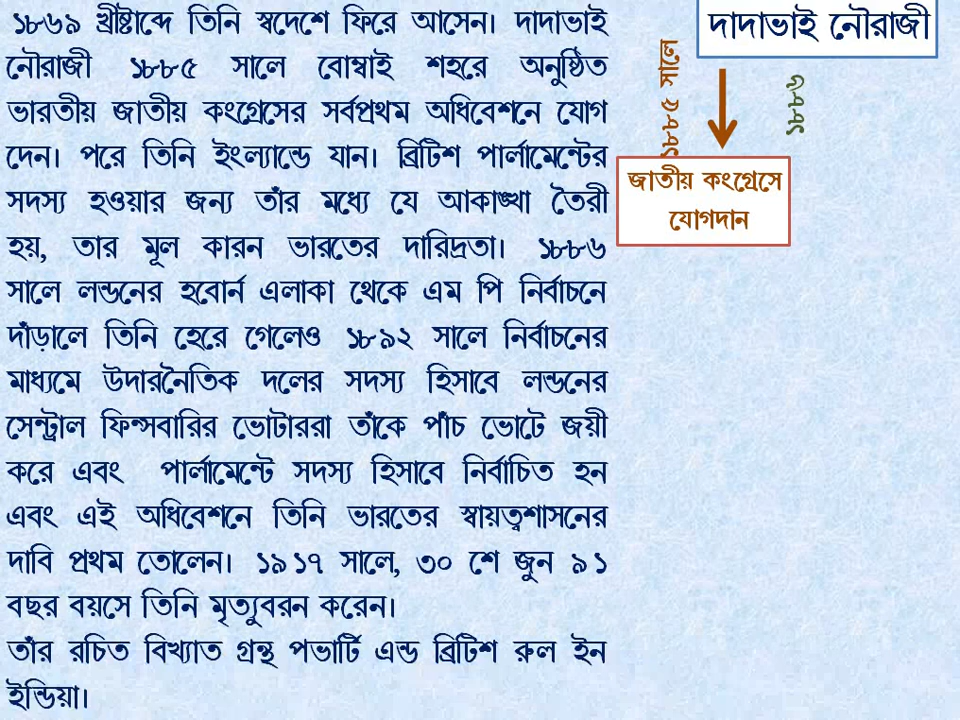 ১৮৬৯ খ্রীষ্টাব্দে তিনি স্বদেশে ফিরে আসেন। দাদাভাই
নৌরাজী ১৮৮৫ সালে বোম্বাই শহরে অনুষ্ঠিত
ভারতীয় জাতীয় কংগ্রেসের সর্বপ্রথম অধিবেশনে যোগ
দেন। পরে তিনি ইংল্যান্ডে যান। ব্রিটিশ পার্লামেন্টের
সদস্য হওয়ার জন্য তাঁর মধ্যে যে আকাঙ্খা তৈরী
হয়, তার মূল কারন ভারতের দারিদ্রতা। ১৮৮৬
সালে লন্ডনের হবোর্ন এলাকা থেকে এম পি নির্বাচনে
দাঁড়ালে তিনি হেরে গেলেও ১৮৯২ সালে নির্বাচনের
মাধ্যমে উদারনৈতিক দলের সদস্য হিসাবে লন্ডনের
সেন্ট্রাল ফিন্সবারির ভোটাররা তাঁকে পাঁচ ভোটে জয়ী
করে এবং পার্লামেন্টে সদস্য হিসাবে নির্বাচিত হন
এবং এই অধিবেশনে তিনি ভারতের স্বায়ত্বশাসনের
দাবি প্রথম তোলেন। ১৯১৭ সালে, ৩০ শে জুন ৯১
বছর বয়সে তিনি মৃত্যুবরন করেন।
তাঁর রচিত বিখ্যাত গ্রন্থ পভার্টি এন্ড ব্রিটিশ রুল ইন
ইন্ডিয়া।
দাদাভাই নৌরাজী
১৮৮৫ সালে
১৮৮৬
জাতীয় কংগ্রেসে
যোগদান